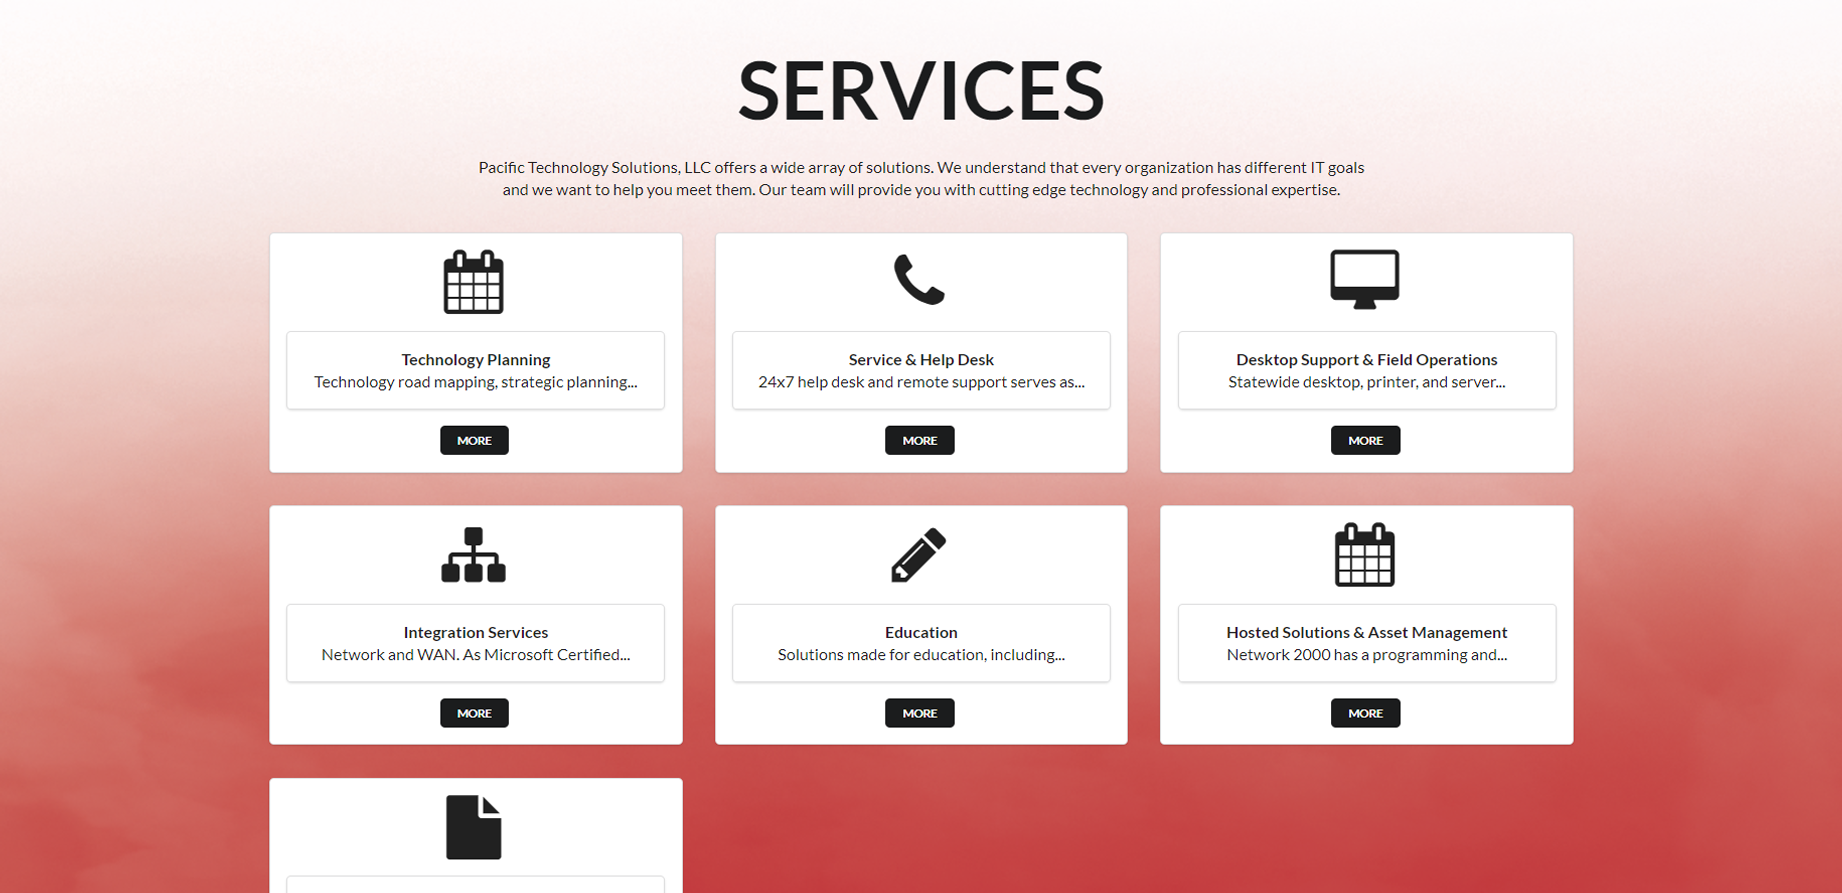 SERVICES
Pacific Technology Solutions, LLC offers a wide array of solutions. We understand that every organization has different IT goals
and we want to help you meet them. Our team will provide you with cutting edge technology and professional expertise.
Technology Planning
Technology road mapping, strategic planning...
MORE
Service & Help Desk
24x7 help desk and remote support serves as...
MORE
Desktop Support & Field Operations
Statewide desktop, printer, and server...
MORE
Integration Services
Network and WAN. As Microsoft Certified...
MORE
Education
Solutions made for education, including...
MORE
Hosted Solutions & Asset Management
Network 2000 has a programming and...
MORE